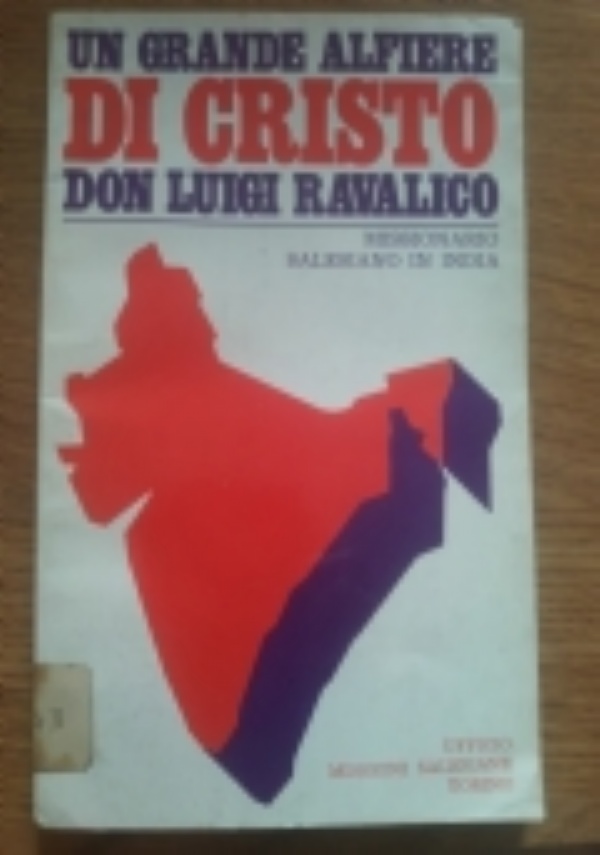 UN GRANDE ALFIERE
DI CRISTO
DON LUIGI RAVALICO
MISSIONARIO
SALESIANO IN INDIA
UFFICIO
MISSIONI SALESIANE
TORINO